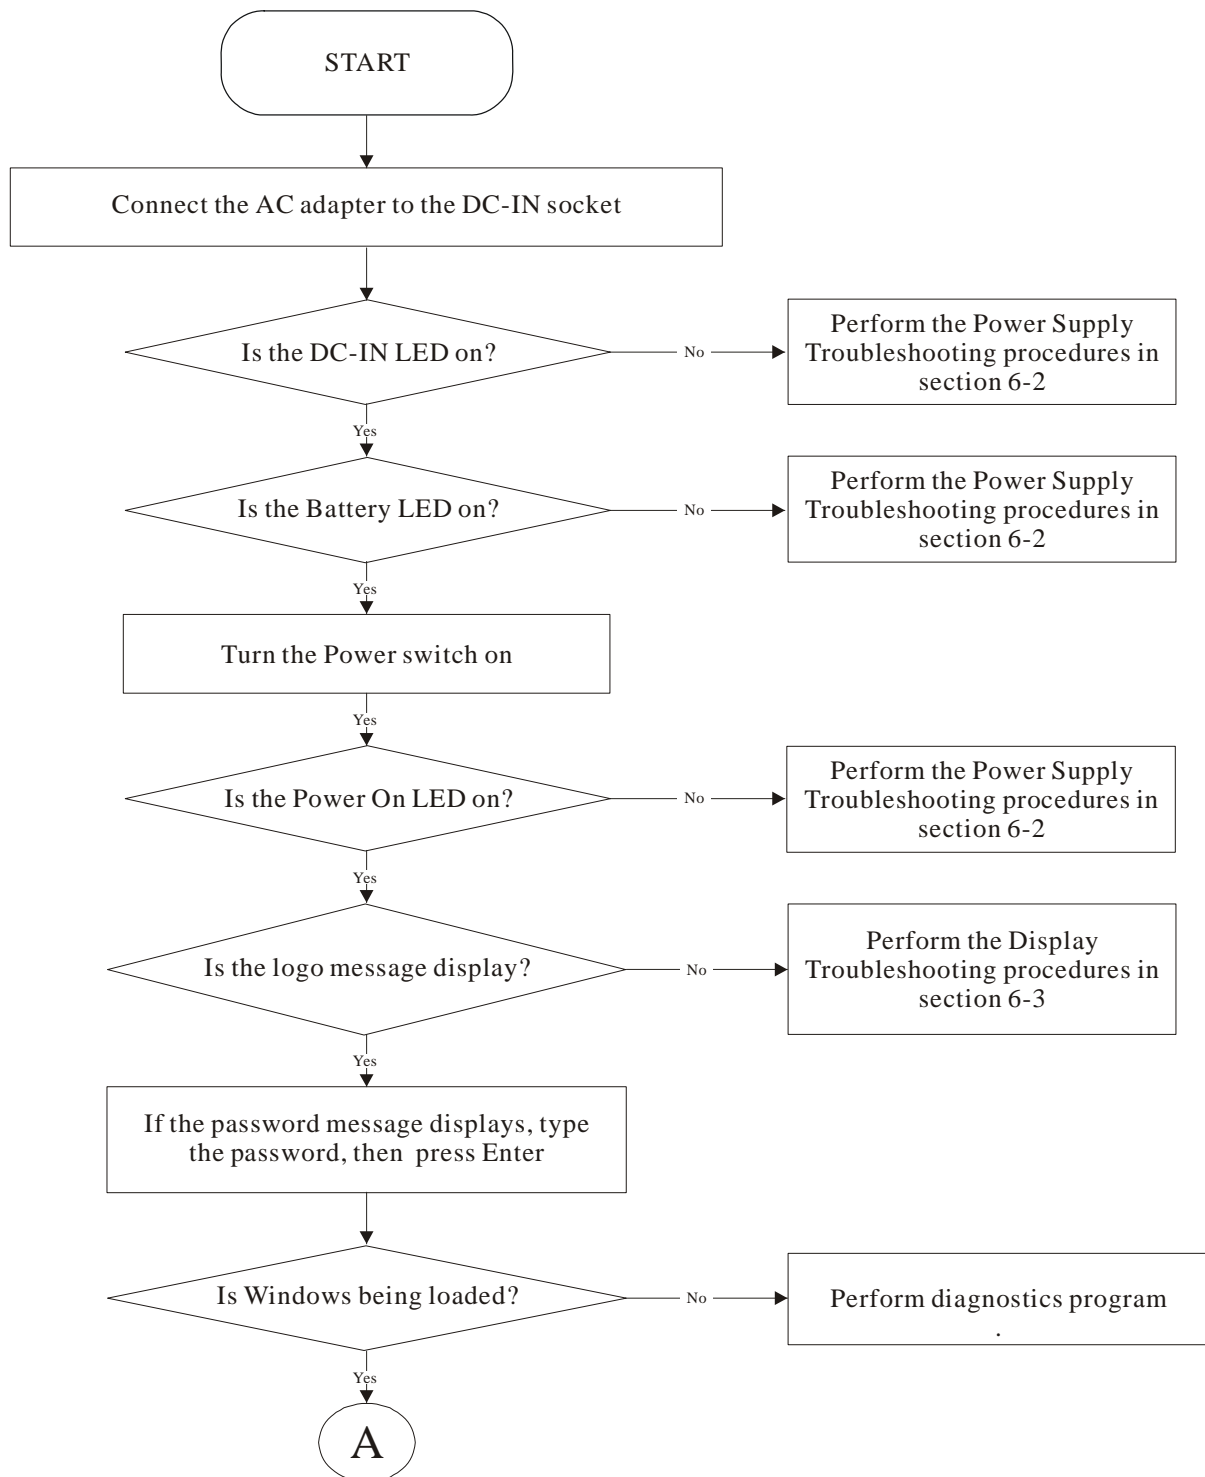 START
Connect the AC adapter to the DC-IN socket
Is the DC-IN LED on?
No
Perform the Power Supply
Troubleshooting procedures in
section 6-2
Yes
Is the Battery LED on?
No
Perform the Power Supply
Troubleshooting procedures in
section 6-2
Yes
Turn the Power switch on
Yes
Is the Power On LED on?
No
Perform the Power Supply
Troubleshooting procedures in
section 6-2
Yes
Is the logo message display?
No
Perform the Display
Troubleshooting procedures in
section 6-3
Yes
If the password message displays, type
the password, then press Enter
Is Windows being loaded?
No
Perform diagnostics program
.
Yes
A